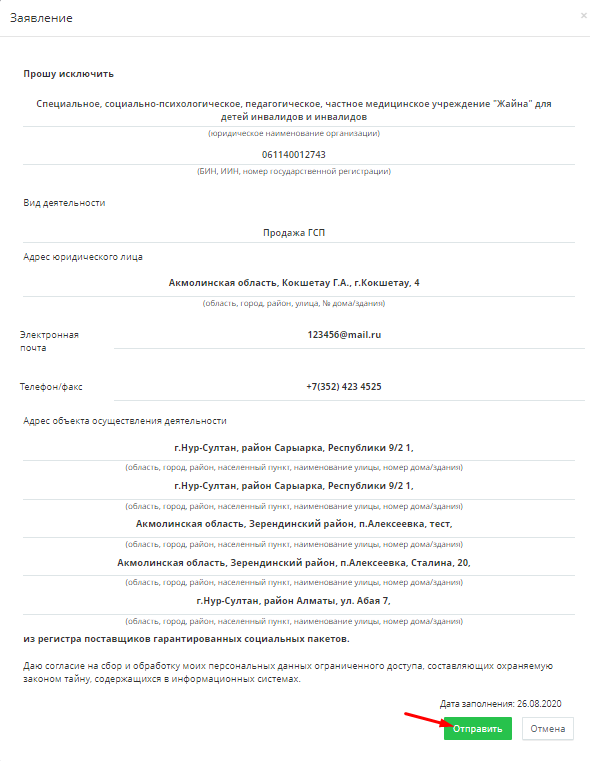 Заявление
×
Прошу исключить
Специальное, социально-психологическое, педагогическое, частное медицинское учреждение "Жайна" для
детей инвалидов и инвалидов
(юридическое наименование организации)
061140012743
(БИН, ИИН, номер государственной регистрации)
Вид деятельности
Продажа ГСП
Адрес юридического лица
Акмолинская область, Кокшетау Г.А., г.Кокшетау, 4
(область, город, район, улица, № дома/здания)
Электронная
почта
123456@mail.ru
Телефон/факс
+7(352) 423 4525
Адрес объекта осуществления деятельности
г.Нур-Султан, район Сарыарка, Республики 9/2 1,
(область, город, район, населенный пункт, наименование улицы, номер дома/здания)
г.Нур-Султан, район Сарыарка, Республики 9/2 1,
(область, город, район, населенный пункт, наименование улицы, номер дома/здания)
Акмолинская область, Зерендинский район, п.Алексеевка, тест,
(область, город, район, населенный пункт, наименование улицы, номер дома/здания)
Акмолинская область, Зерендинский район, п.Алексеевка, Сталина, 20,
(область, город, район, населенный пункт, наименование улицы, номер дома/здания)
г.Нур-Султан, район Алматы, ул. Абая 7,
(область, город, район, населенный пункт, наименование улицы, номер дома/здания)
из регистра поставщиков гарантированных социальных пакетов.
Даю согласие на сбор и обработку моих персональных данных ограниченного доступа, составляющих охраняемую
законом тайну, содержащихся в информационных системах.
Дата заполнения: 26.08.2020
Отправить
Отмена